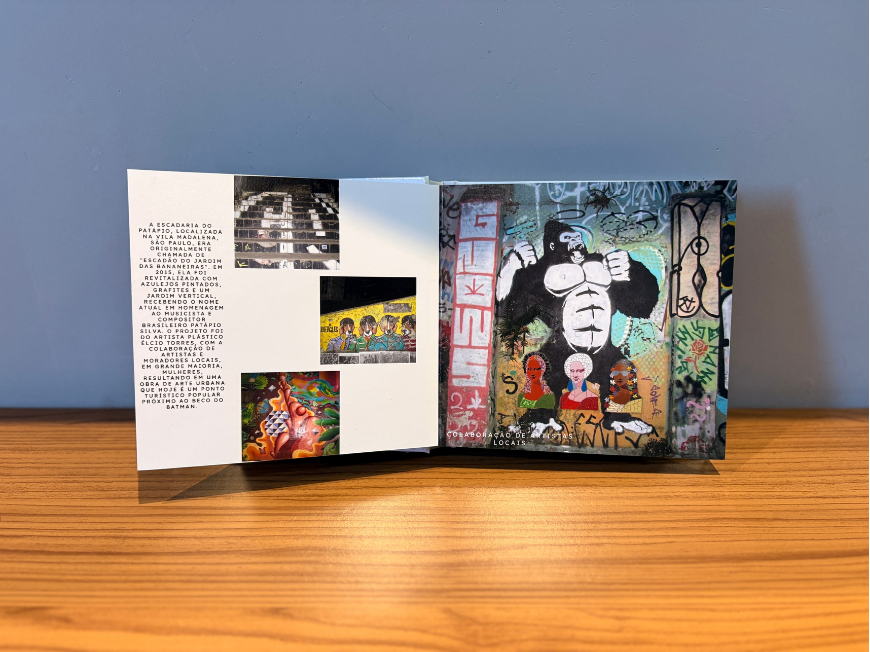 A ESCADARIA DO
PATÁPIO, LOCALIZADA
NA VILA MADALENA,
SÃO PAULO, ERA
ORIGINALMENTE
CHAMADA DE
"ESCADÃO DO JARDIM
DAS BANANEIRAS". EM
2015, ELA FOI
REVITALIZADA COM
AZULEJOS PINTADOS,
GRAFITES E UM
JARDIM VERTICAL,
RECEBENDO O NOME
ATUAL EM HOMENAGEM
AO MUSICISTA E
COMPOSITOR
BRASILEIRO PATÁPIO
SILVA. O PROJETO FOI
DO ARTISTA PLÁSTICO
ÉLCIO TORRES, COM A
COLABORAÇÃO DE
ARTISTAS E
MORADORES LOCAIS,
EM GRANDE MAIORIA,
MULHERES,
RESULTANDO EM UMA
OBRA DE ARTE URBANA
QUE HOJE É UM PONTO
TURÍSTICO POPULAR
PRÓXIMO AO BECO DO
BATMAN.
COLABORAÇÃO DE ARTISTAS
LOCAIS